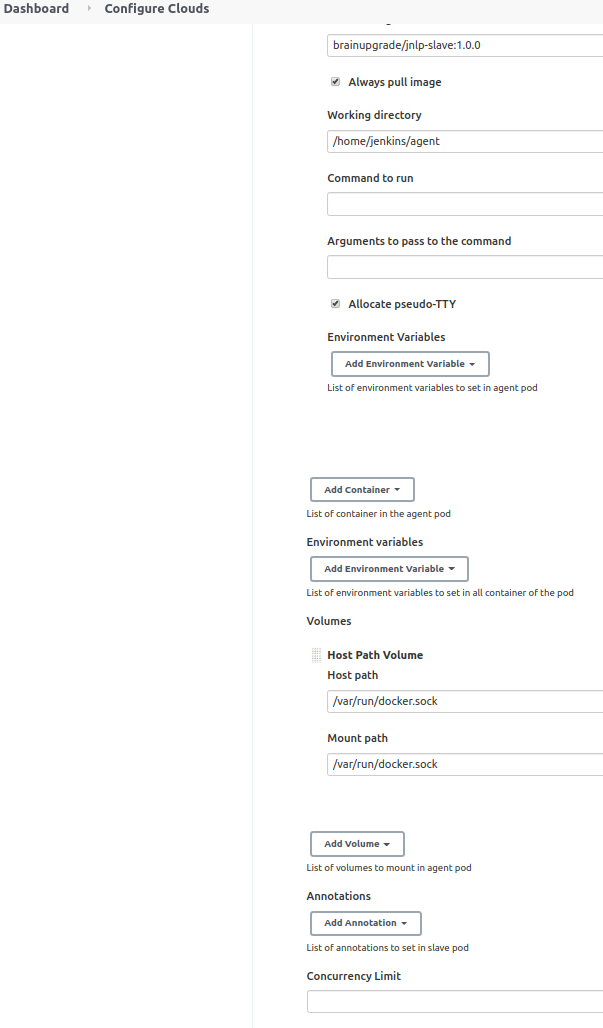 Dashboard
Configure Clouds
brainupgrade/jnlp-slave:1.0.0
Always pull image
Working directory
/home/jenkins/agent
Command to run
Arguments to pass to the command
Allocate pseudo-TTY
Environment Variables
Add Environment Variable
List of environment variables to set in agent pod
Add Container
List of container in the agent pod
Environment variables
Add Environment Variable
List of environment variables to set in all container of the pod
Volumes
Host Path Volume
Host path
/var/run/docker.sock
Mount path
/var/run/docker.sock
Add Volume
List of volumes to mount in agent pod
Annotations
Add Annotation
List of annotations to set in slave pod
Concurrency Limit